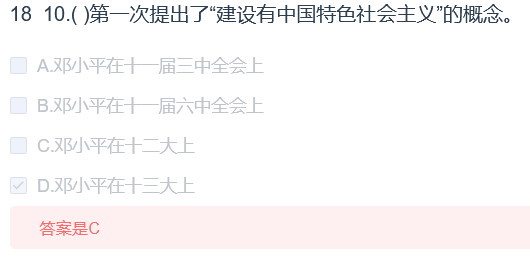 18 10.( )第一次提出了“建设有中国特色社会主义”的概念。
A.邓小平在十一届三中全会上
B.邓小平在十一届六中全会上
C.邓小平在十二大上
D.邓小平在十三大上
答案是C